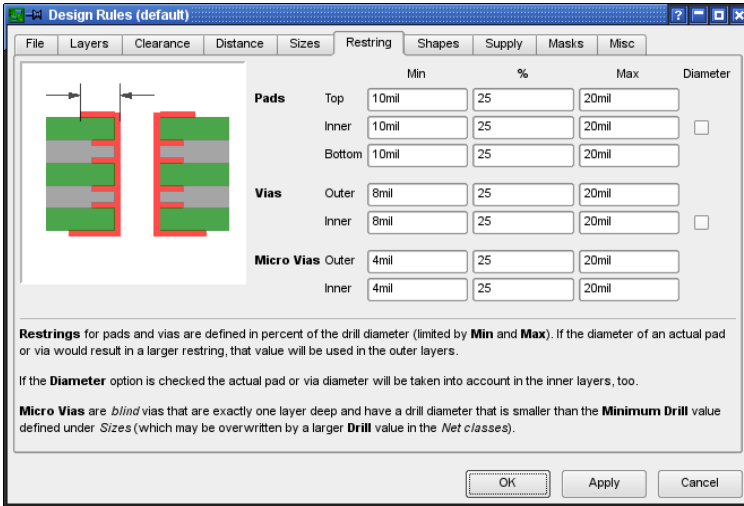 Design Rules (default)
File Layers Clearance Distance Sizes Restring Shapes Supply Masks Misc
Min % Max Diameter
Pads Top 10mil 25 20mil
Inner 10mil 25 20mil
Bottom 10mil 25 20mil
Vias Outer 8mil 25 20mil
Inner 8mil 25 20mil
Micro Vias Outer 4mil 25 20mil
Inner 4mil 25 20mil
Restrings for pads and vias are defined in percent of the drill diameter (limited by Min and Max). If the diameter of an actual pad
or via would result in a larger restring, that value will be used in the outer layers.
If the Diameter option is checked the actual pad or via diameter will be taken into account in the inner layers, too.
Micro Vias are blind vias that are exactly one layer deep and have a drill diameter that is smaller than the Minimum Drill value
defined under Sizes (which may be overwritten by a larger Drill value in the Net classes).
OK Apply Cancel